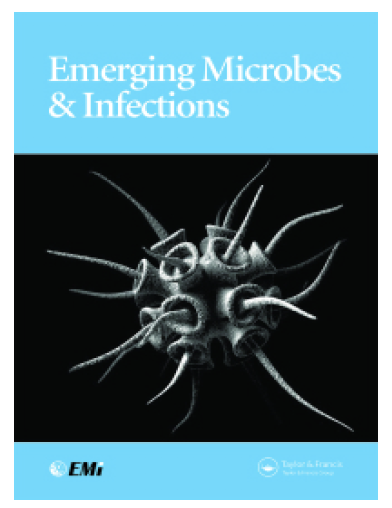 Emerging Microbes
& Infections
EMi
Taylor & Francis